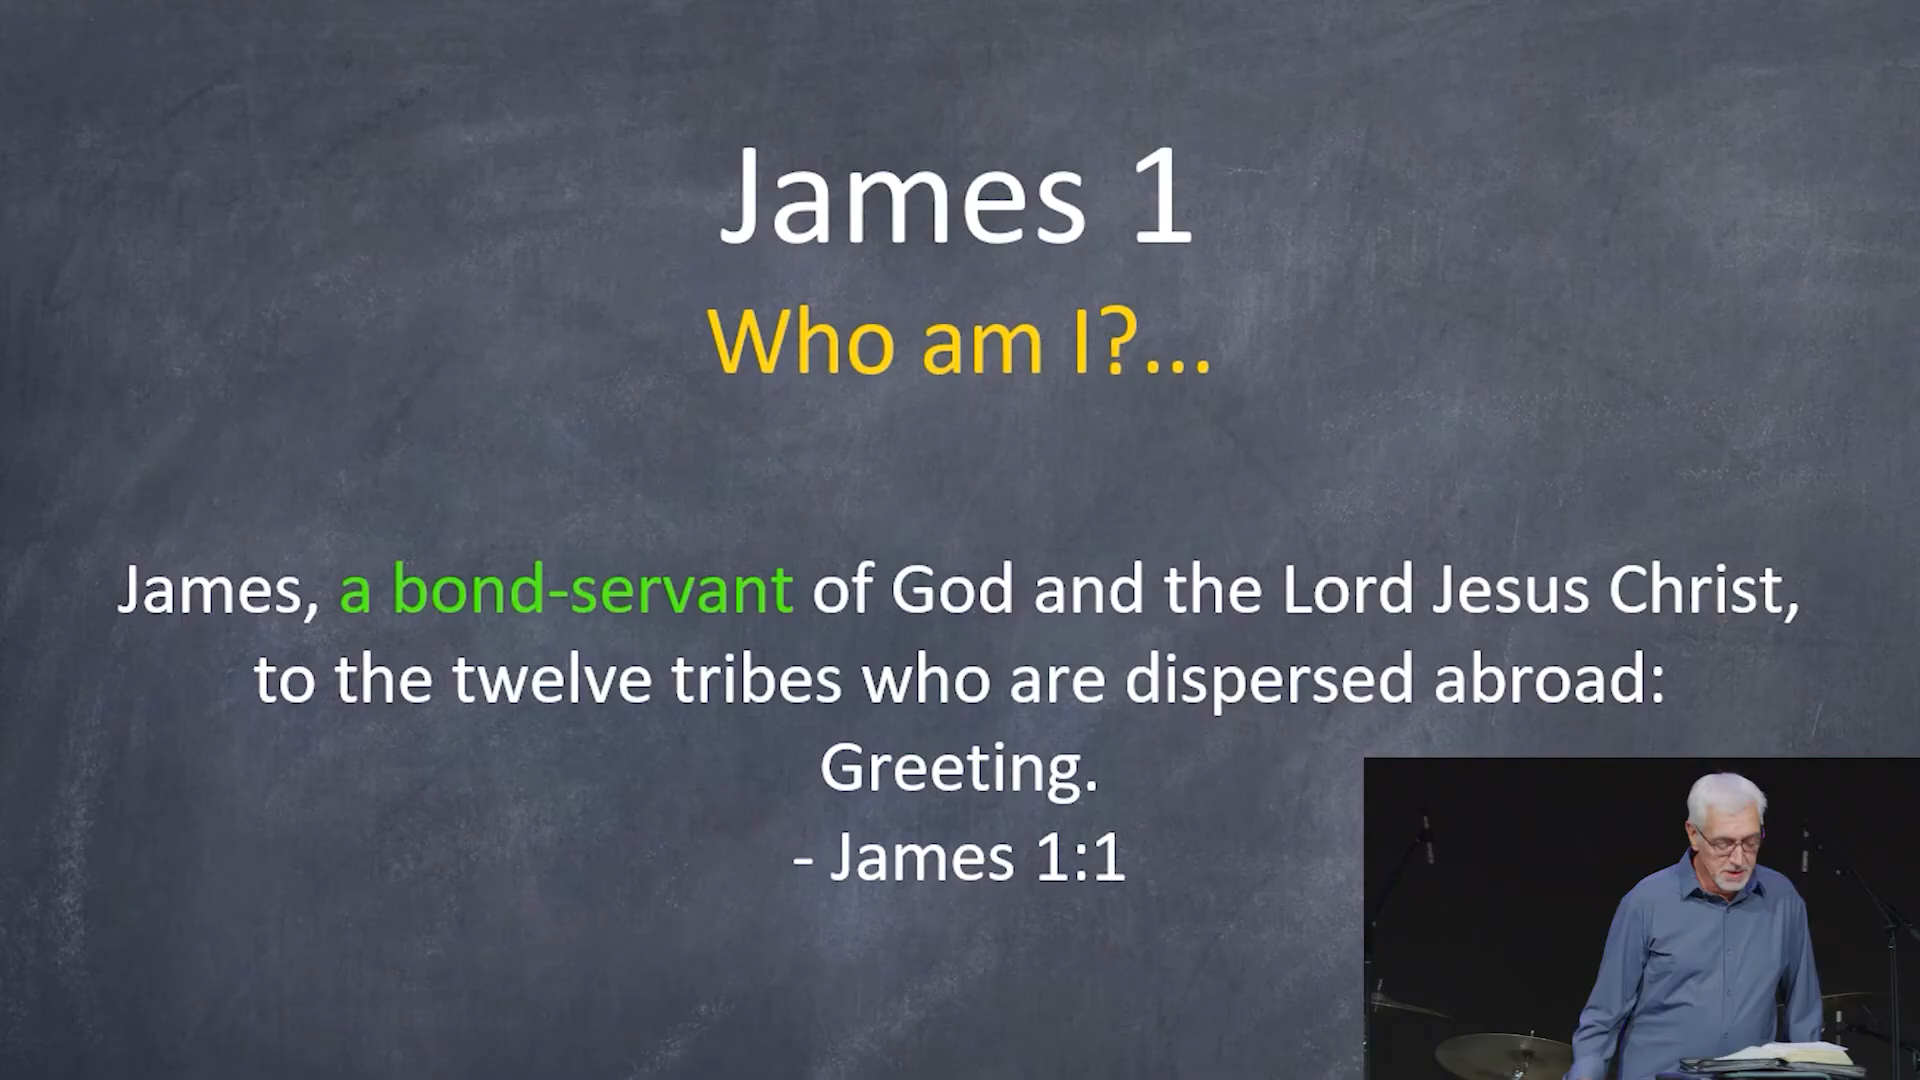 James 1
Who am I?...
James, a bond-servant of God and the Lord Jesus Christ,
to the twelve tribes who are dispersed abroad:
Greeting.
- James 1:1